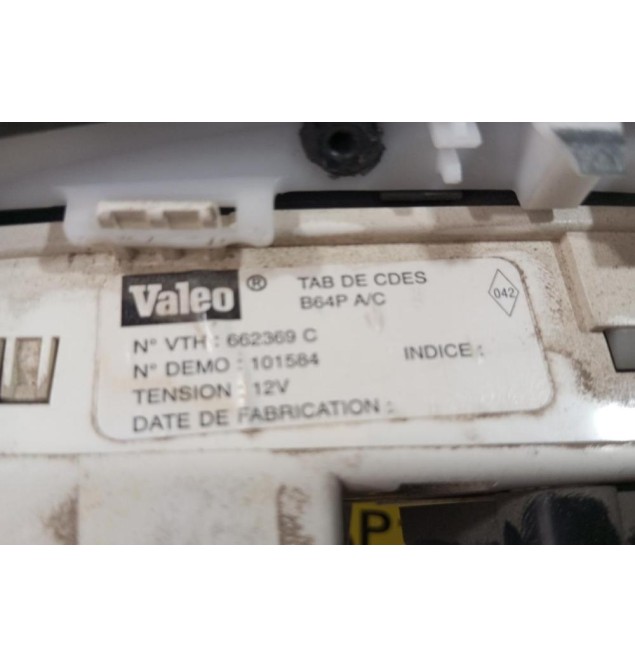 Valeo ® TAB DE CDES
B64P A/C
042
N° VTH : 662369 C
N° DEMO : 101584 INDICE :
TENSION : 12V
DATE DE FABRICATION :
P